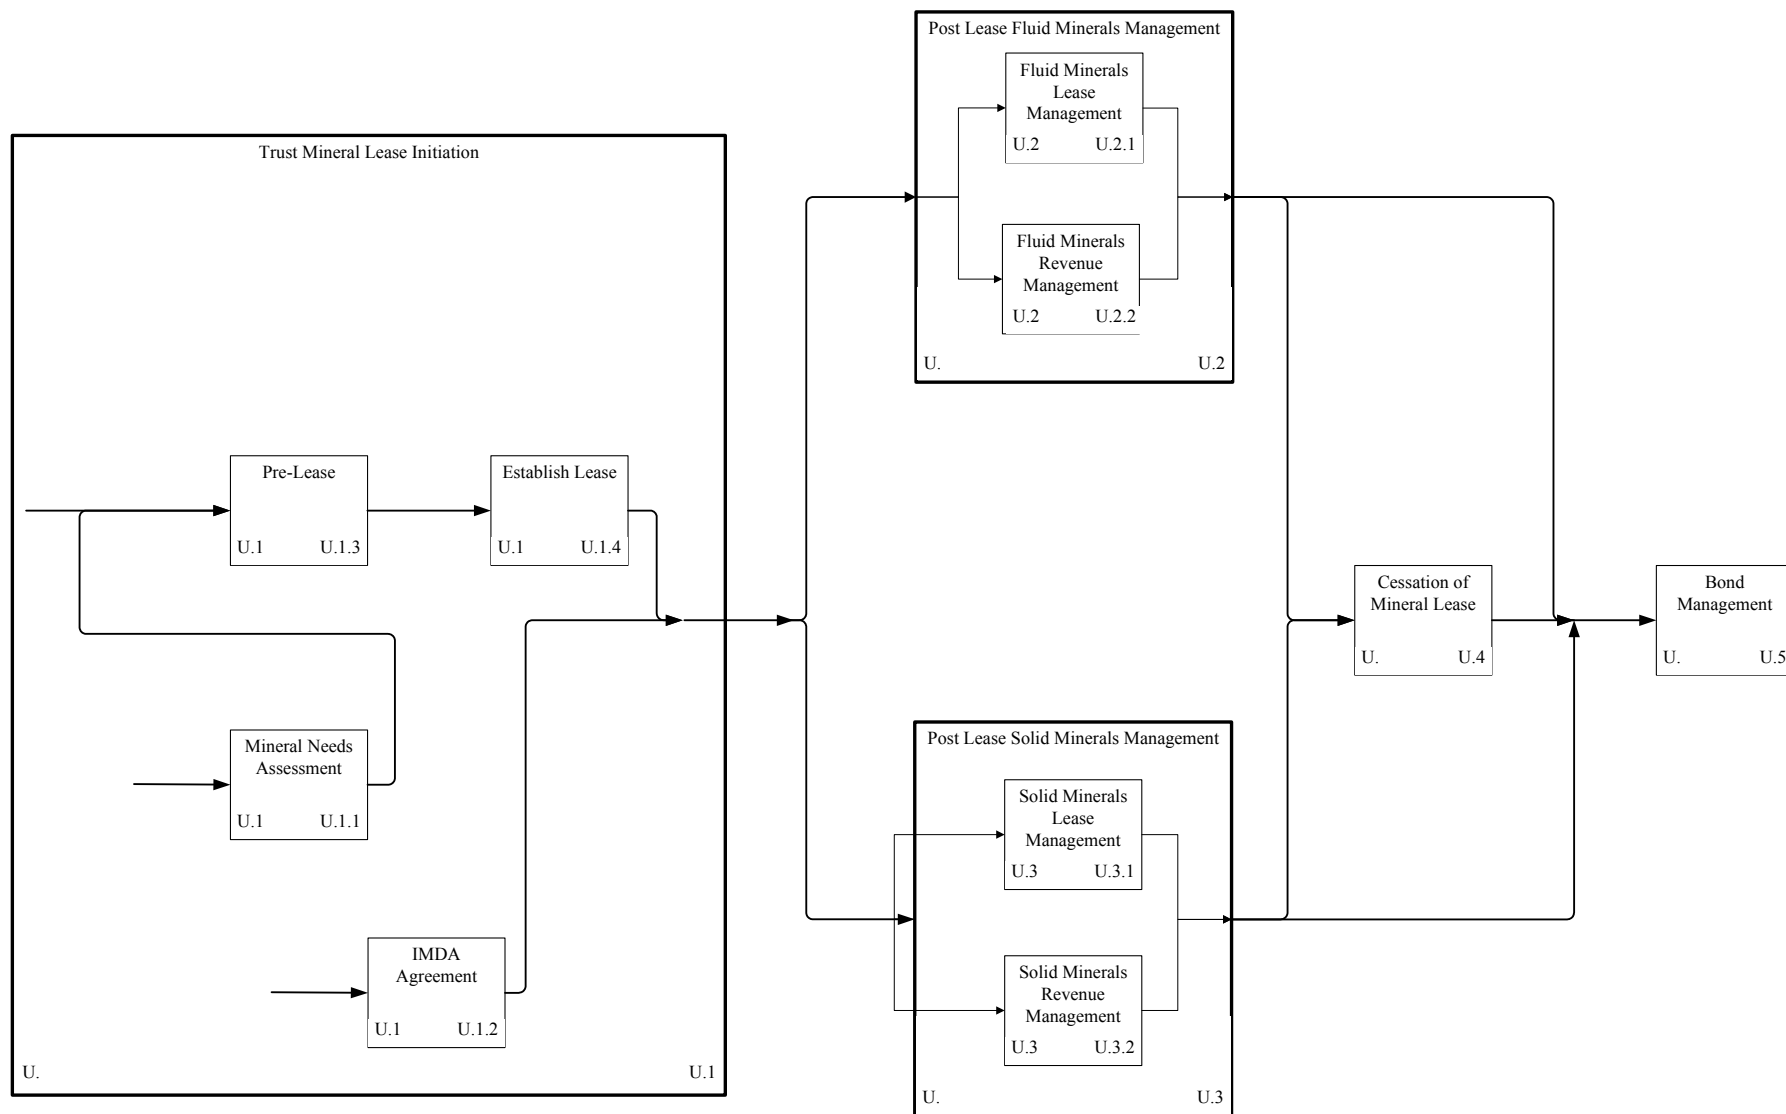 Post Lease Fluid Minerals Management
Fluid Minerals
Lease
Management
U.2 U.2.1
Fluid Minerals
Revenue
Management
U.2 U.2.2
U. U.2
Trust Mineral Lease Initiation
Pre-Lease
U.1 U.1.3
Establish Lease
U.1 U.1.4
Mineral Needs
Assessment
U.1 U.1.1
IMDA
Agreement
U.1 U.1.2
U. U.1
Post Lease Solid Minerals Management
Solid Minerals
Lease
Management
U.3 U.3.1
Solid Minerals
Revenue
Management
U.3 U.3.2
U. U.3
Cessation of
Mineral Lease
U. U.4
Bond
Management
U. U.5